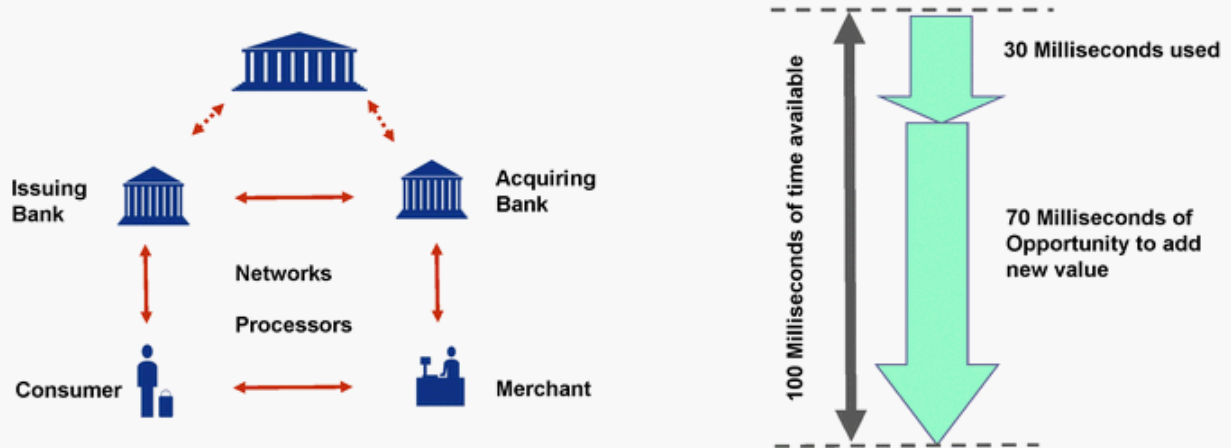 Issuing
Bank
Acquiring
Bank
Networks
Processors
Consumer
Merchant
100 Milliseconds of time available
30 Milliseconds used
70 Milliseconds of
Opportunity to add
new value